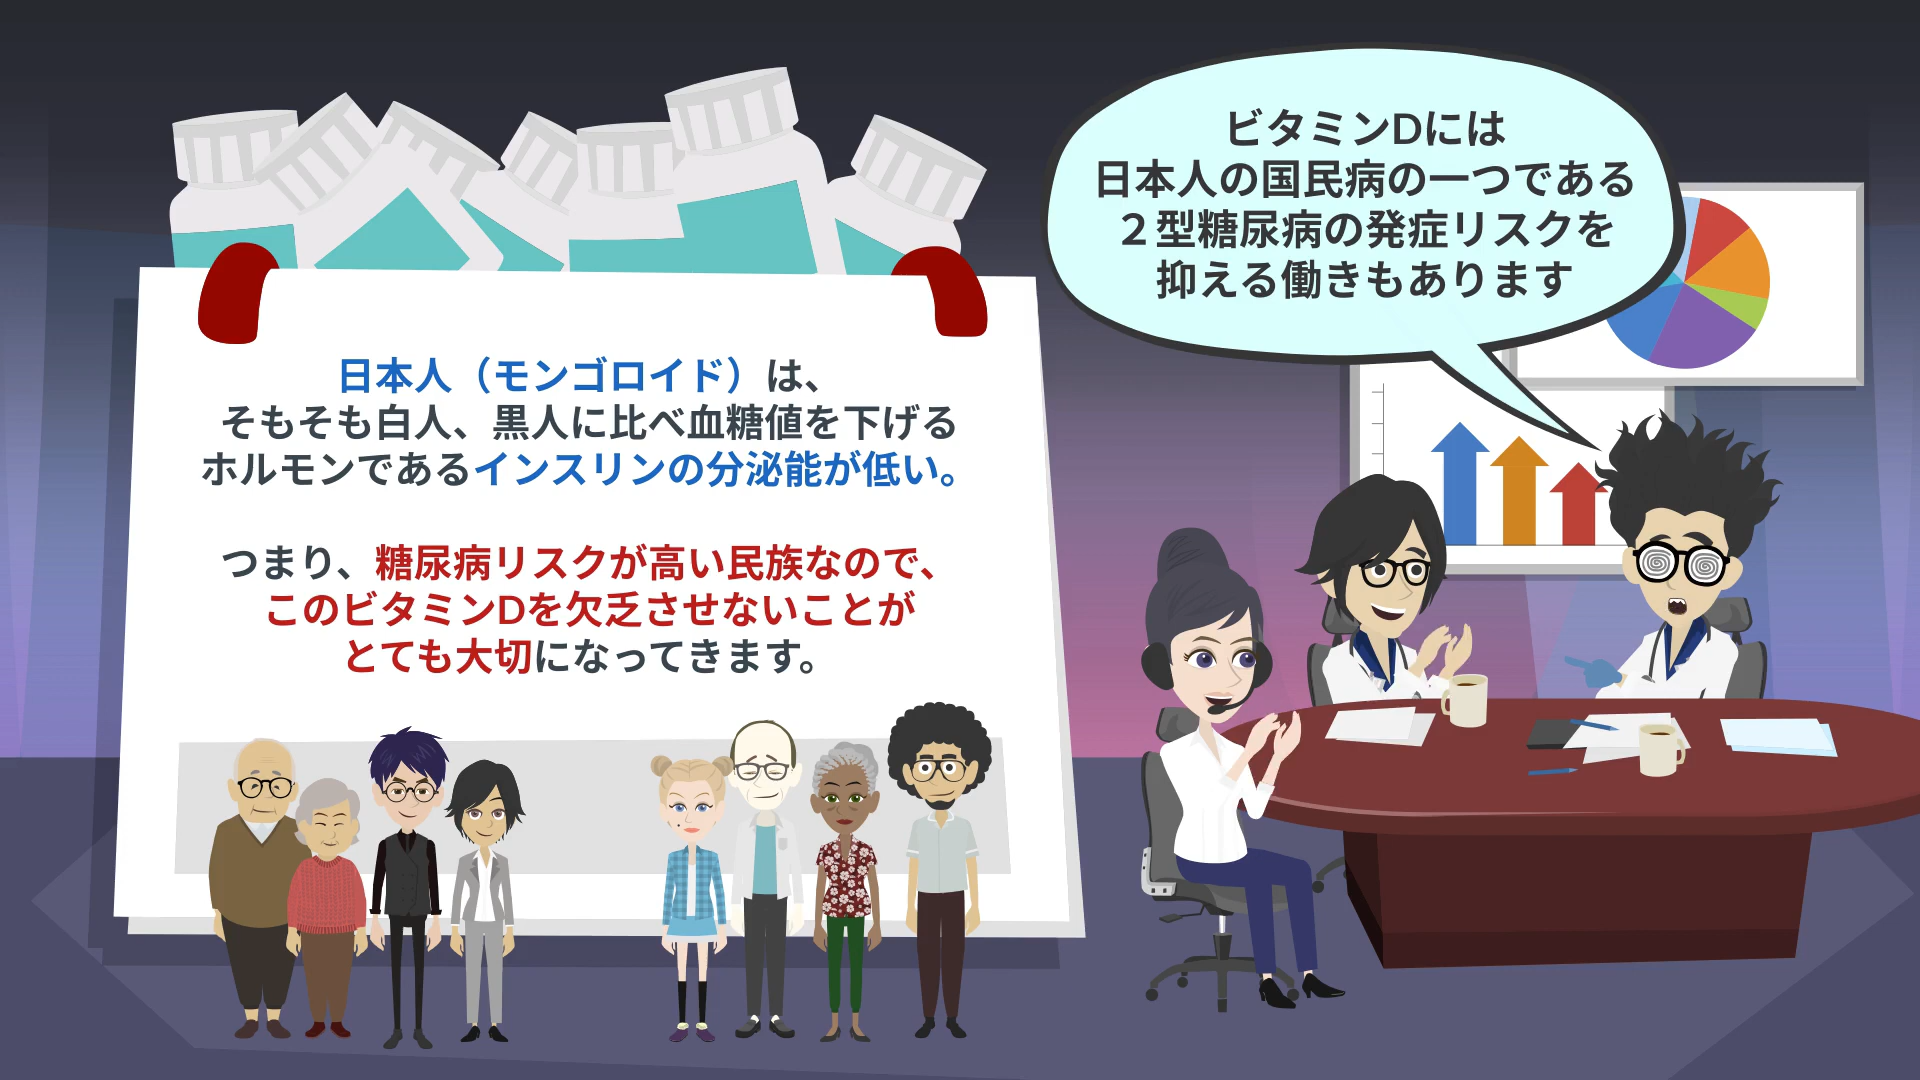 ビタミンDには
日本人の国民病の一つである
２型糖尿病の発症リスクを
抑える働きもあります
日本人（モンゴロイド）は、
そもそも白人、黒人に比べ血糖値を下げる
ホルモンであるインスリンの分泌能が低い。
つまり、糖尿病リスクが高い民族なので、
このビタミンDを欠乏させないことが
とても大切になってきます。